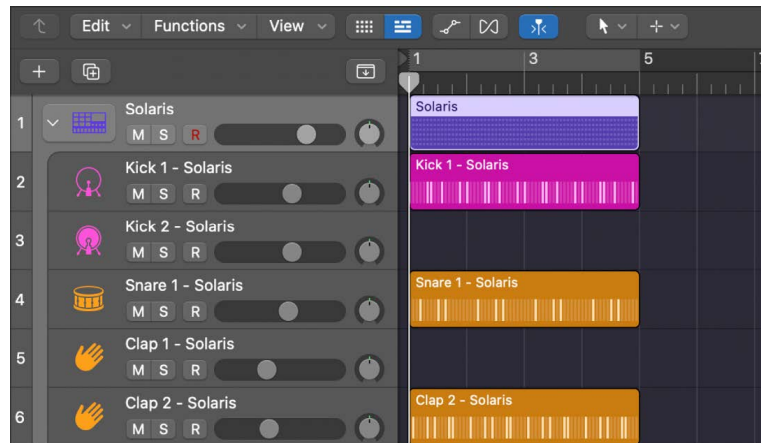 Edit Functions View
1 3 5
1 Solaris
M S R
Solaris
2 Kick 1 - Solaris
M S R
Kick 1 - Solaris
3 Kick 2 - Solaris
M S R
4 Snare 1 - Solaris
M S R
Snare 1 - Solaris
5 Clap 1 - Solaris
M S R
6 Clap 2 - Solaris
M S R
Clap 2 - Solaris